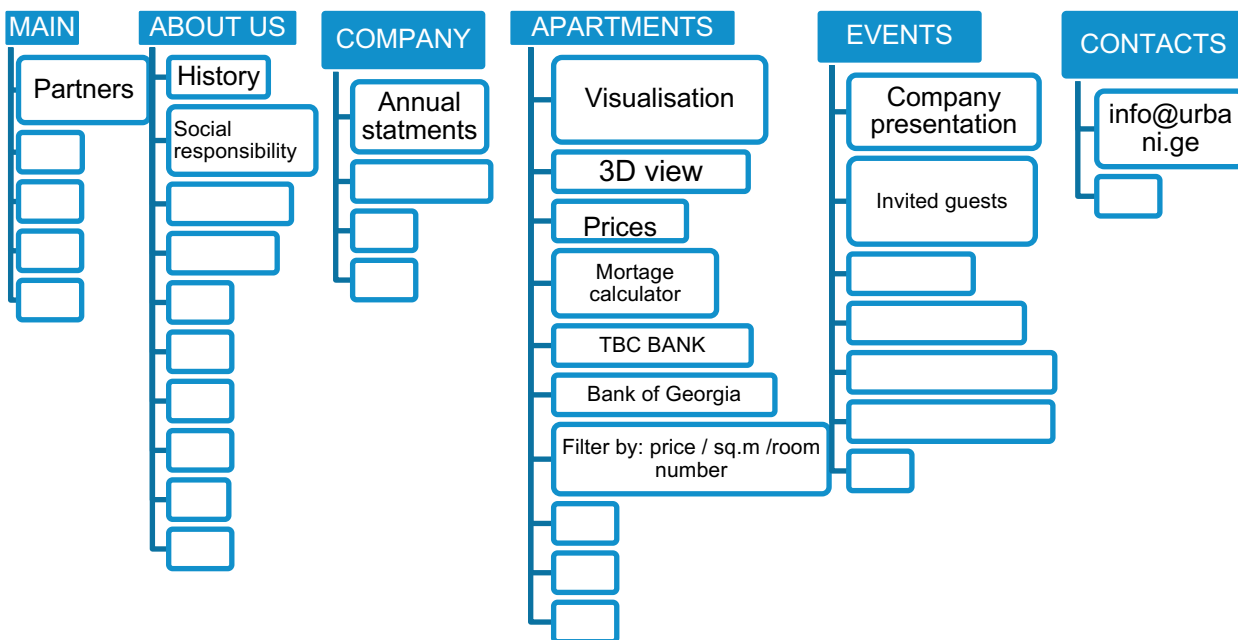 MAIN
Partners
ABOUT US
History
Social
responsibility
COMPANY
Annual
statments
APARTMENTS
Visualisation
3D view
Prices
Mortage
calculator
TBC BANK
Bank of Georgia
Filter by: price / sq.m /room
number
EVENTS
Company
presentation
Invited guests
CONTACTS
info@urba
ni.ge